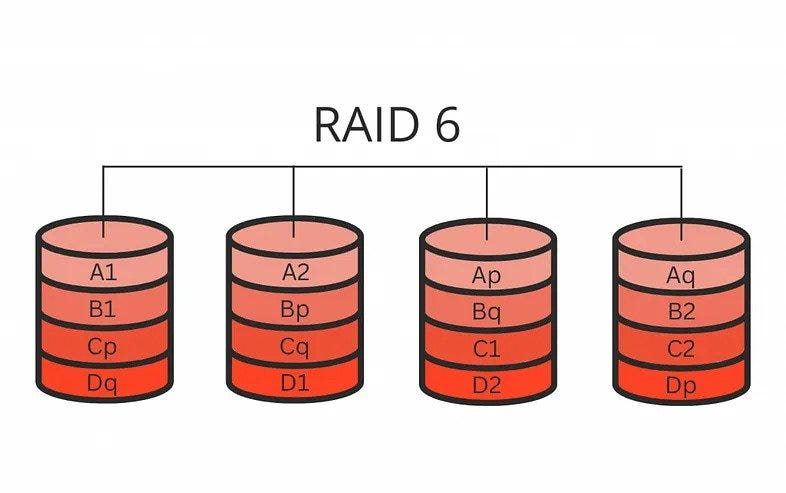 RAID 6
A1 A2 Ap Aq
B1 Bp Bq B2
Cp Cq C1 C2
Dq D1 D2 Dp